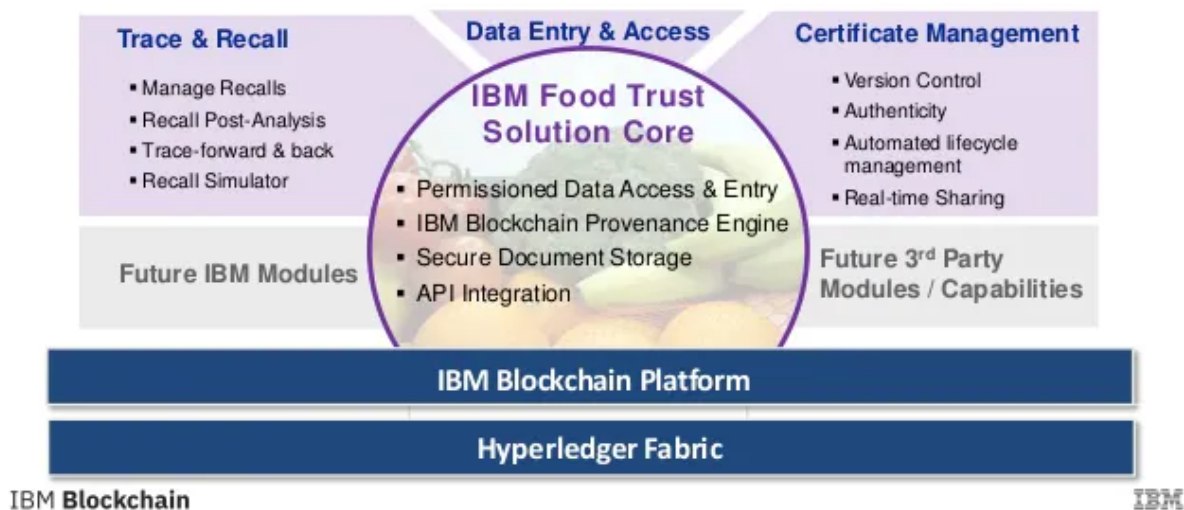 Trace & Recall
▪ Manage Recalls
▪ Recall Post-Analysis
▪ Trace-forward & back
▪ Recall Simulator
Data Entry & Access
Certificate Management
▪ Version Control
▪ Authenticity
▪ Automated lifecycle
management
▪ Real-time Sharing
IBM Food Trust
Solution Core
▪ Permissioned Data Access & Entry
▪ IBM Blockchain Provenance Engine
▪ Secure Document Storage
▪ API Integration
Future IBM Modules
Future 3rd Party
Modules / Capabilities
IBM Blockchain Platform
Hyperledger Fabric
IBM Blockchain
IBM